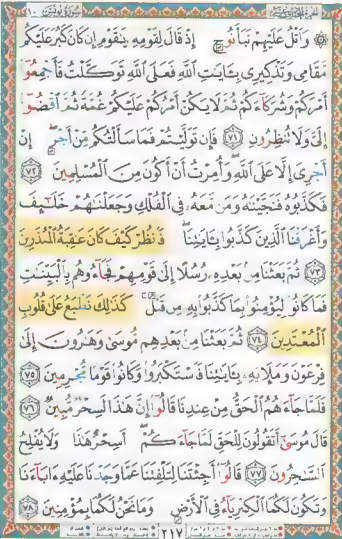 الجزء الحادي عشر سُورَةُ يُونُسَ ١٠
۞ وَٱتْلُ عَلَيْهِمْ نَبَأَ نُوحٍ إِذْ قَالَ لِقَوْمِهِۦ يَٰقَوْمِ إِن كَانَ كَبُرَ عَلَيْكُم
مَّقَامِى وَتَذْكِيرِى بِـَٔايَٰتِ ٱللَّهِ فَعَلَى ٱللَّهِ تَوَكَّلْتُ فَأَجْمِعُوٓا۟
أَمْرَكُمْ وَشُرَكَآءَكُمْ ثُمَّ لَا يَكُنْ أَمْرُكُمْ عَلَيْكُمْ غُمَّةً ثُمَّ ٱقْضُوٓا۟
إِلَىَّ وَلَا تُنظِرُونِ ٧١ فَإِن تَوَلَّيْتُمْ فَمَا سَأَلْتُكُم مِّنْ أَجْرٍ ۖ إِنْ
أَجْرِىَ إِلَّا عَلَى ٱللَّهِ ۖ وَأُمِرْتُ أَنْ أَكُونَ مِنَ ٱلْمُسْلِمِينَ ٧٢
فَكَذَّبُوهُ فَنَجَّيْنَٰهُ وَمَن مَّعَهُۥ فِى ٱلْفُلْكِ وَجَعَلْنَٰهُمْ خَلَٰٓئِفَ
وَأَغْرَقْنَا ٱلَّذِينَ كَذَّبُوا۟ بِـَٔايَٰتِنَا ۖ فَٱنظُرْ كَيْفَ كَانَ عَٰقِبَةُ ٱلْمُنذَرِينَ
٧٣ ثُمَّ بَعَثْنَا مِنۢ بَعْدِهِۦ رُسُلًا إِلَىٰ قَوْمِهِمْ فَجَآءُوهُم بِٱلْبَيِّنَٰتِ
فَمَا كَانُوا۟ لِيُؤْمِنُوا۟ بِمَا كَذَّبُوا۟ بِهِۦ مِن قَبْلُ ۚ كَذَٰلِكَ نَطْبَعُ عَلَىٰ قُلُوبِ
ٱلْمُعْتَدِينَ ٧٤ ثُمَّ بَعَثْنَا مِنۢ بَعْدِهِم مُّوسَىٰ وَهَٰرُونَ إِلَىٰ
فِرْعَوْنَ وَمَلَإِي۟هِۦ بِـَٔايَٰتِنَا فَٱسْتَكْبَرُوا۟ وَكَانُوا۟ قَوْمًا مُّجْرِمِينَ ٧٥
فَلَمَّا جَآءَهُمُ ٱلْحَقُّ مِنْ عِندِنَا قَالُوٓا۟ إِنَّ هَٰذَا لَسِحْرٌ مُّبِينٌ ٧٦
قَالَ مُوسَىٰٓ أَتَقُولُونَ لِلْحَقِّ لَمَّا جَآءَكُمْ ۖ أَسِحْرٌ هَٰذَا وَلَا يُفْلِحُ
ٱلسَّٰحِرُونَ ٧٧ قَالُوٓا۟ أَجِئْتَنَا لِتَلْفِتَنَا عَمَّا وَجَدْنَا عَلَيْهِ ءَابَآءَنَا
وَتَكُونَ لَكُمَا ٱلْكِبْرِيَآءُ فِى ٱلْأَرْضِ وَمَا نَحْنُ لَكُمَا بِمُؤْمِنِينَ ٧٨
٢١٧